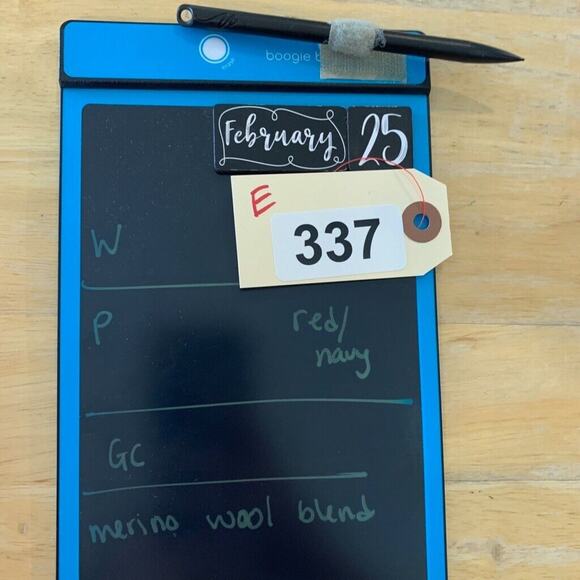 boogie b
February 25
E
337
W
P red/
navy
GC
merino wool blend